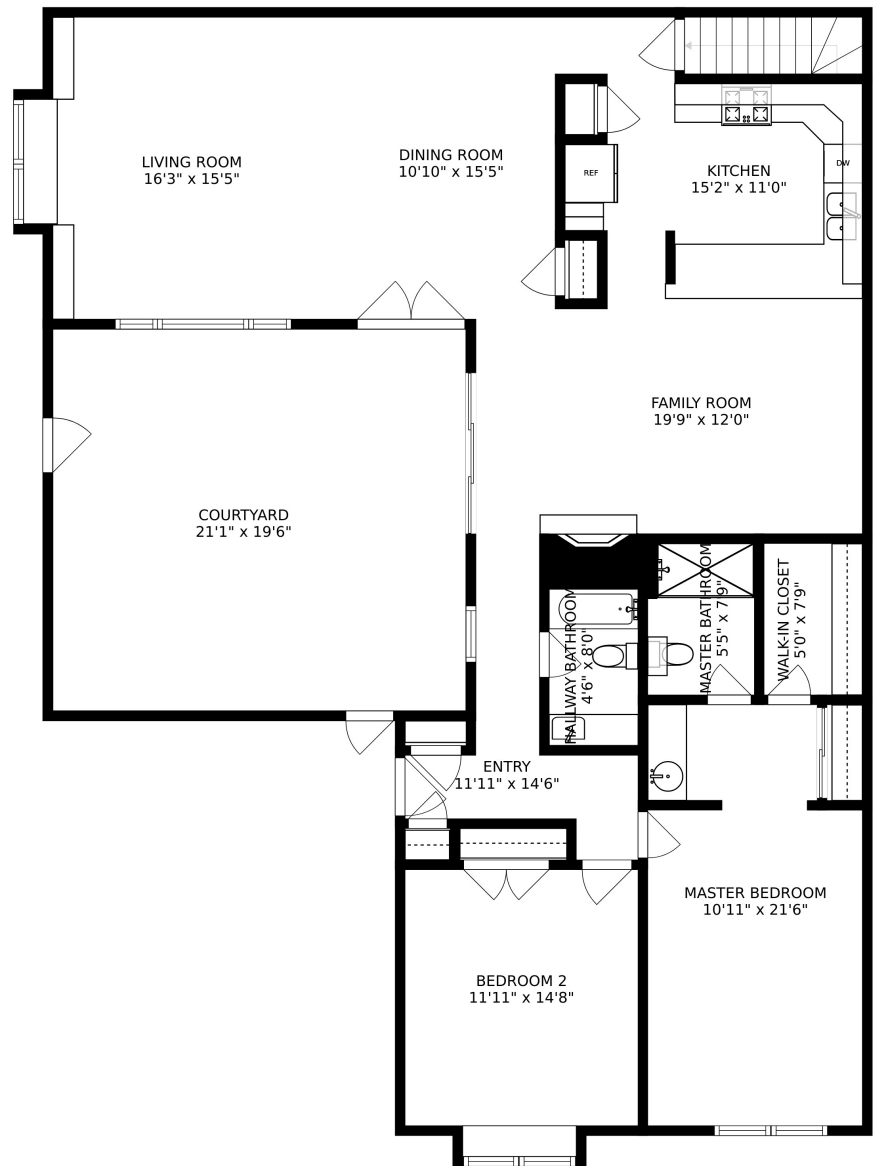 LIVING ROOM
16'3" x 15'5"
DINING ROOM
10'10" x 15'5"
REF
KITCHEN
15'2" x 11'0"
DW
FAMILY ROOM
19'9" x 12'0"
COURTYARD
21'1" x 19'6"
HALLWAY BATHROOM
4'6" x 8'0"
MASTER BATHROOM
5'5" x 7'9"
WALK-IN CLOSET
5'0" x 7'9"
ENTRY
11'11" x 14'6"
MASTER BEDROOM
10'11" x 21'6"
BEDROOM 2
11'11" x 14'8"